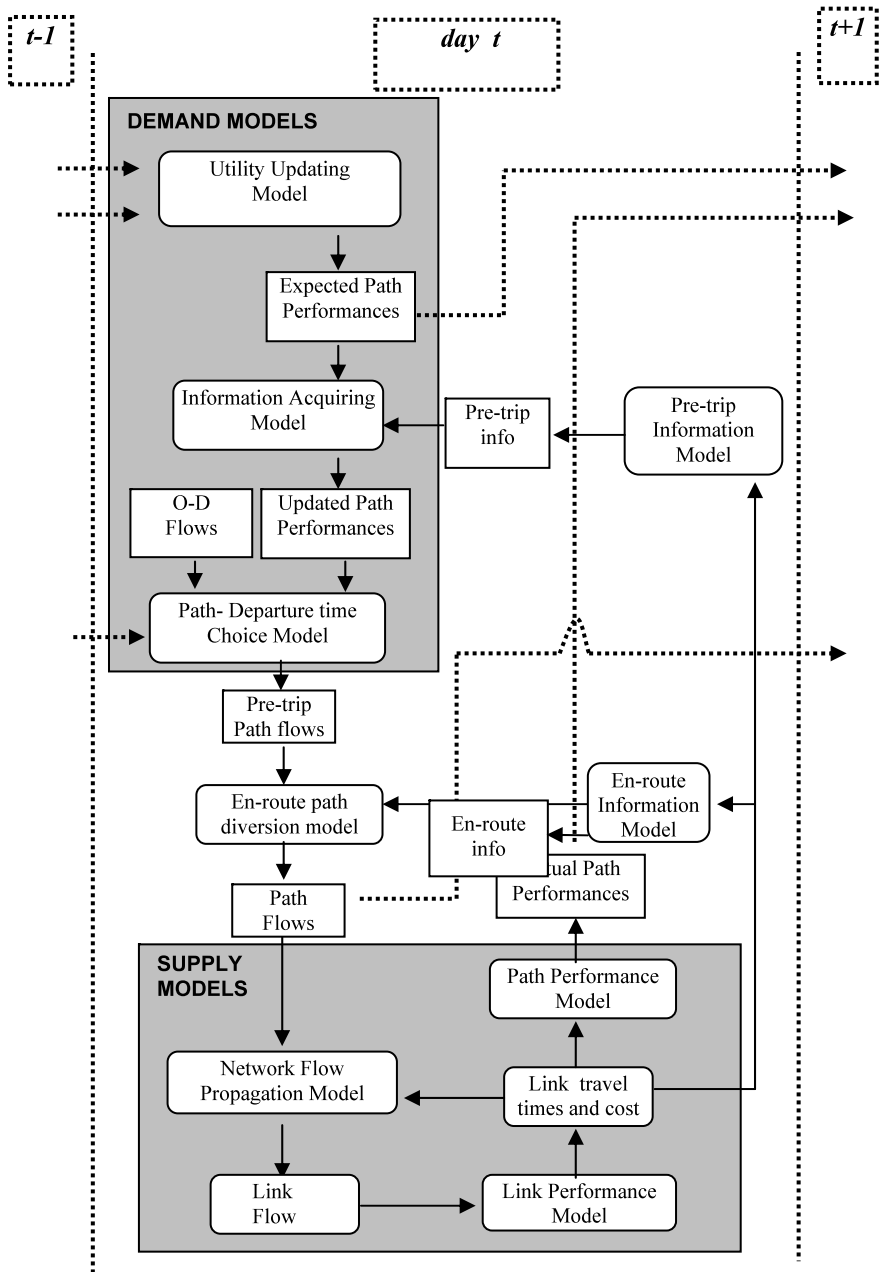 t-1
day t
t+1
DEMAND MODELS
Utility Updating
Model
Expected Path
Performances
Information Acquiring
Model
Pre-trip
info
Pre-trip
Information
Model
O-D
Flows
Updated Path
Performances
Path- Departure time
Choice Model
Pre-trip
Path flows
En-route path
diversion model
En-route
info
En-route
Information
Model
Path
Flows
tual Path
Performances
SUPPLY
MODELS
Path Performance
Model
Network Flow
Propagation Model
Link travel
times and cost
Link
Flow
Link Performance
Model